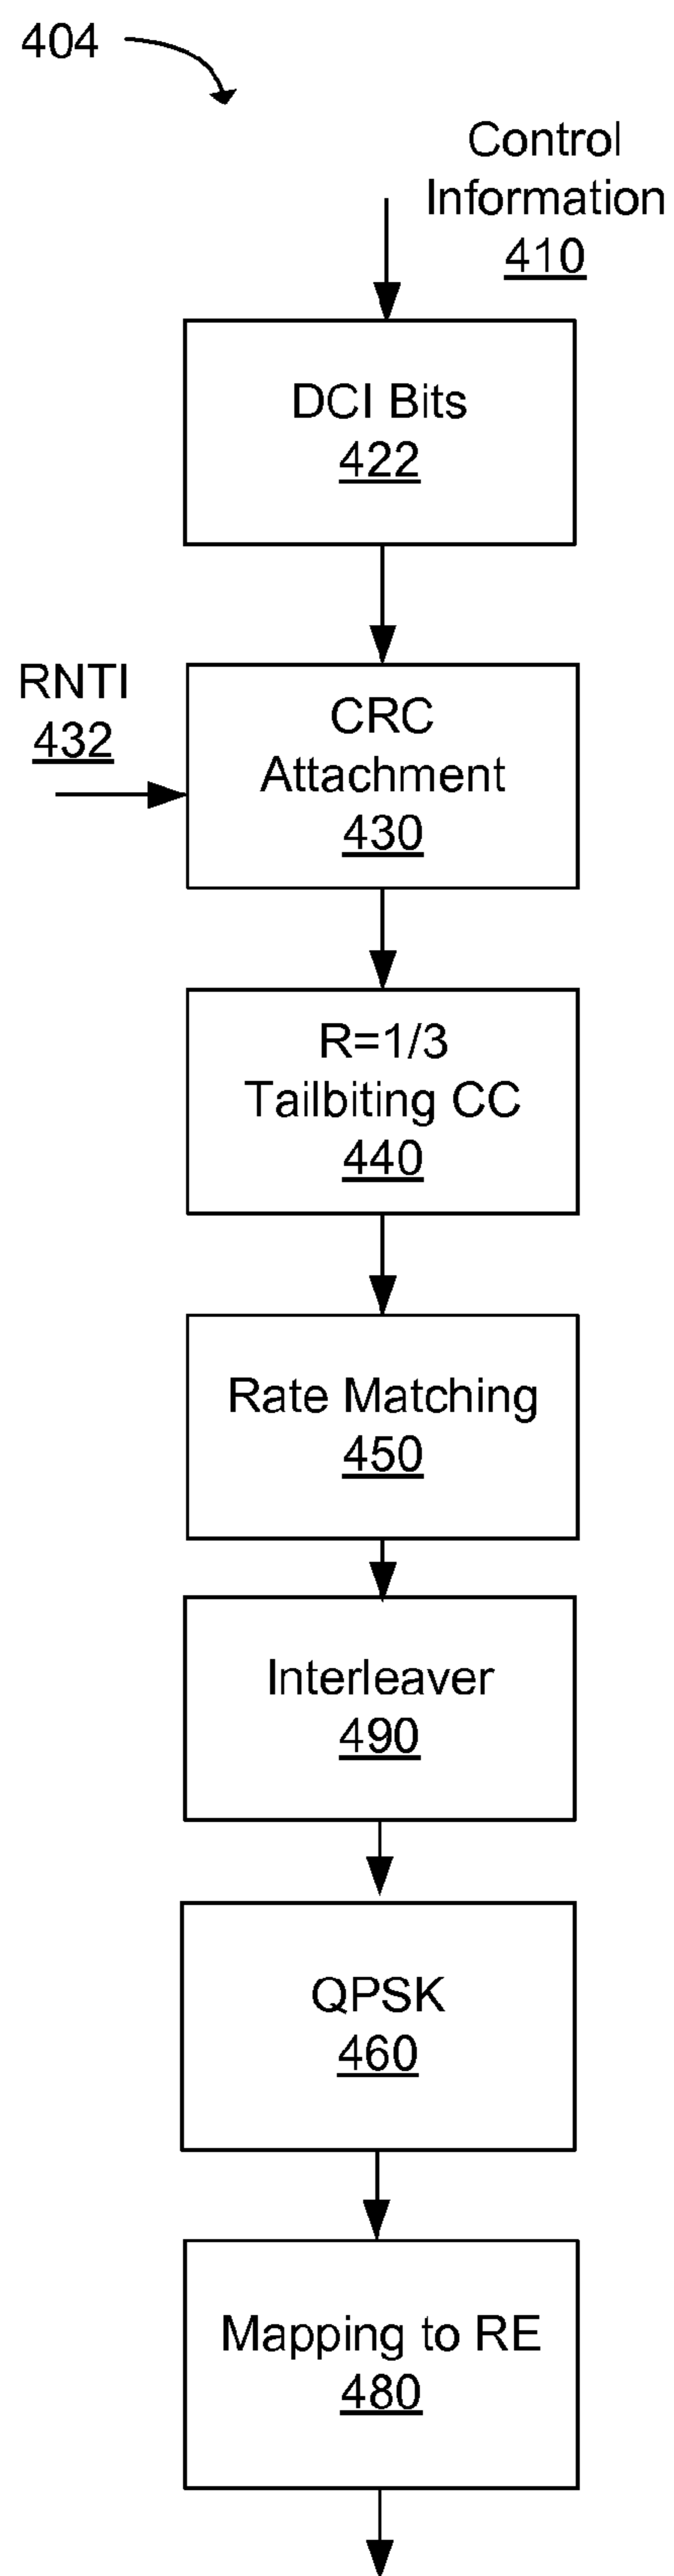 404
Control
Information
410
DCI Bits
422
RNTI
432
CRC
Attachment
430
R=1/3
Tailbiting CC
440
Rate Matching
450
Interleaver
490
QPSK
460
Mapping to RE
480